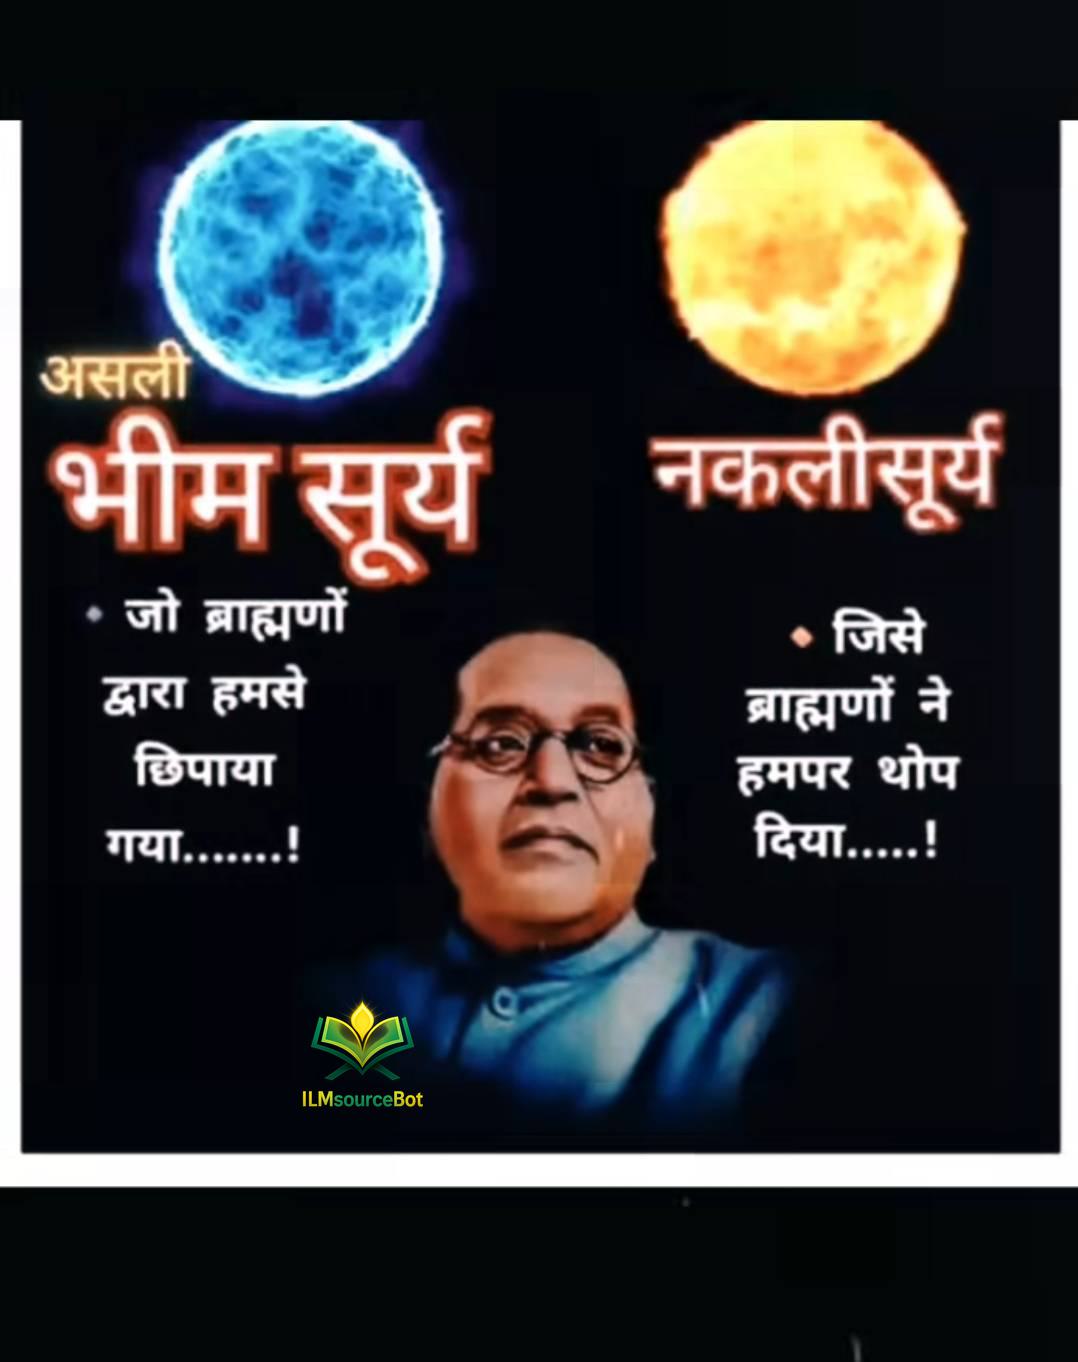 असली
भीम सूर्य
नकलीसूर्य
• जो ब्राह्मणों
द्वारा हमसे
छिपाया
गया.......!
• जिसे
ब्राह्मणों ने
हमपर थोप
दिया.....!
ILMsourceBot